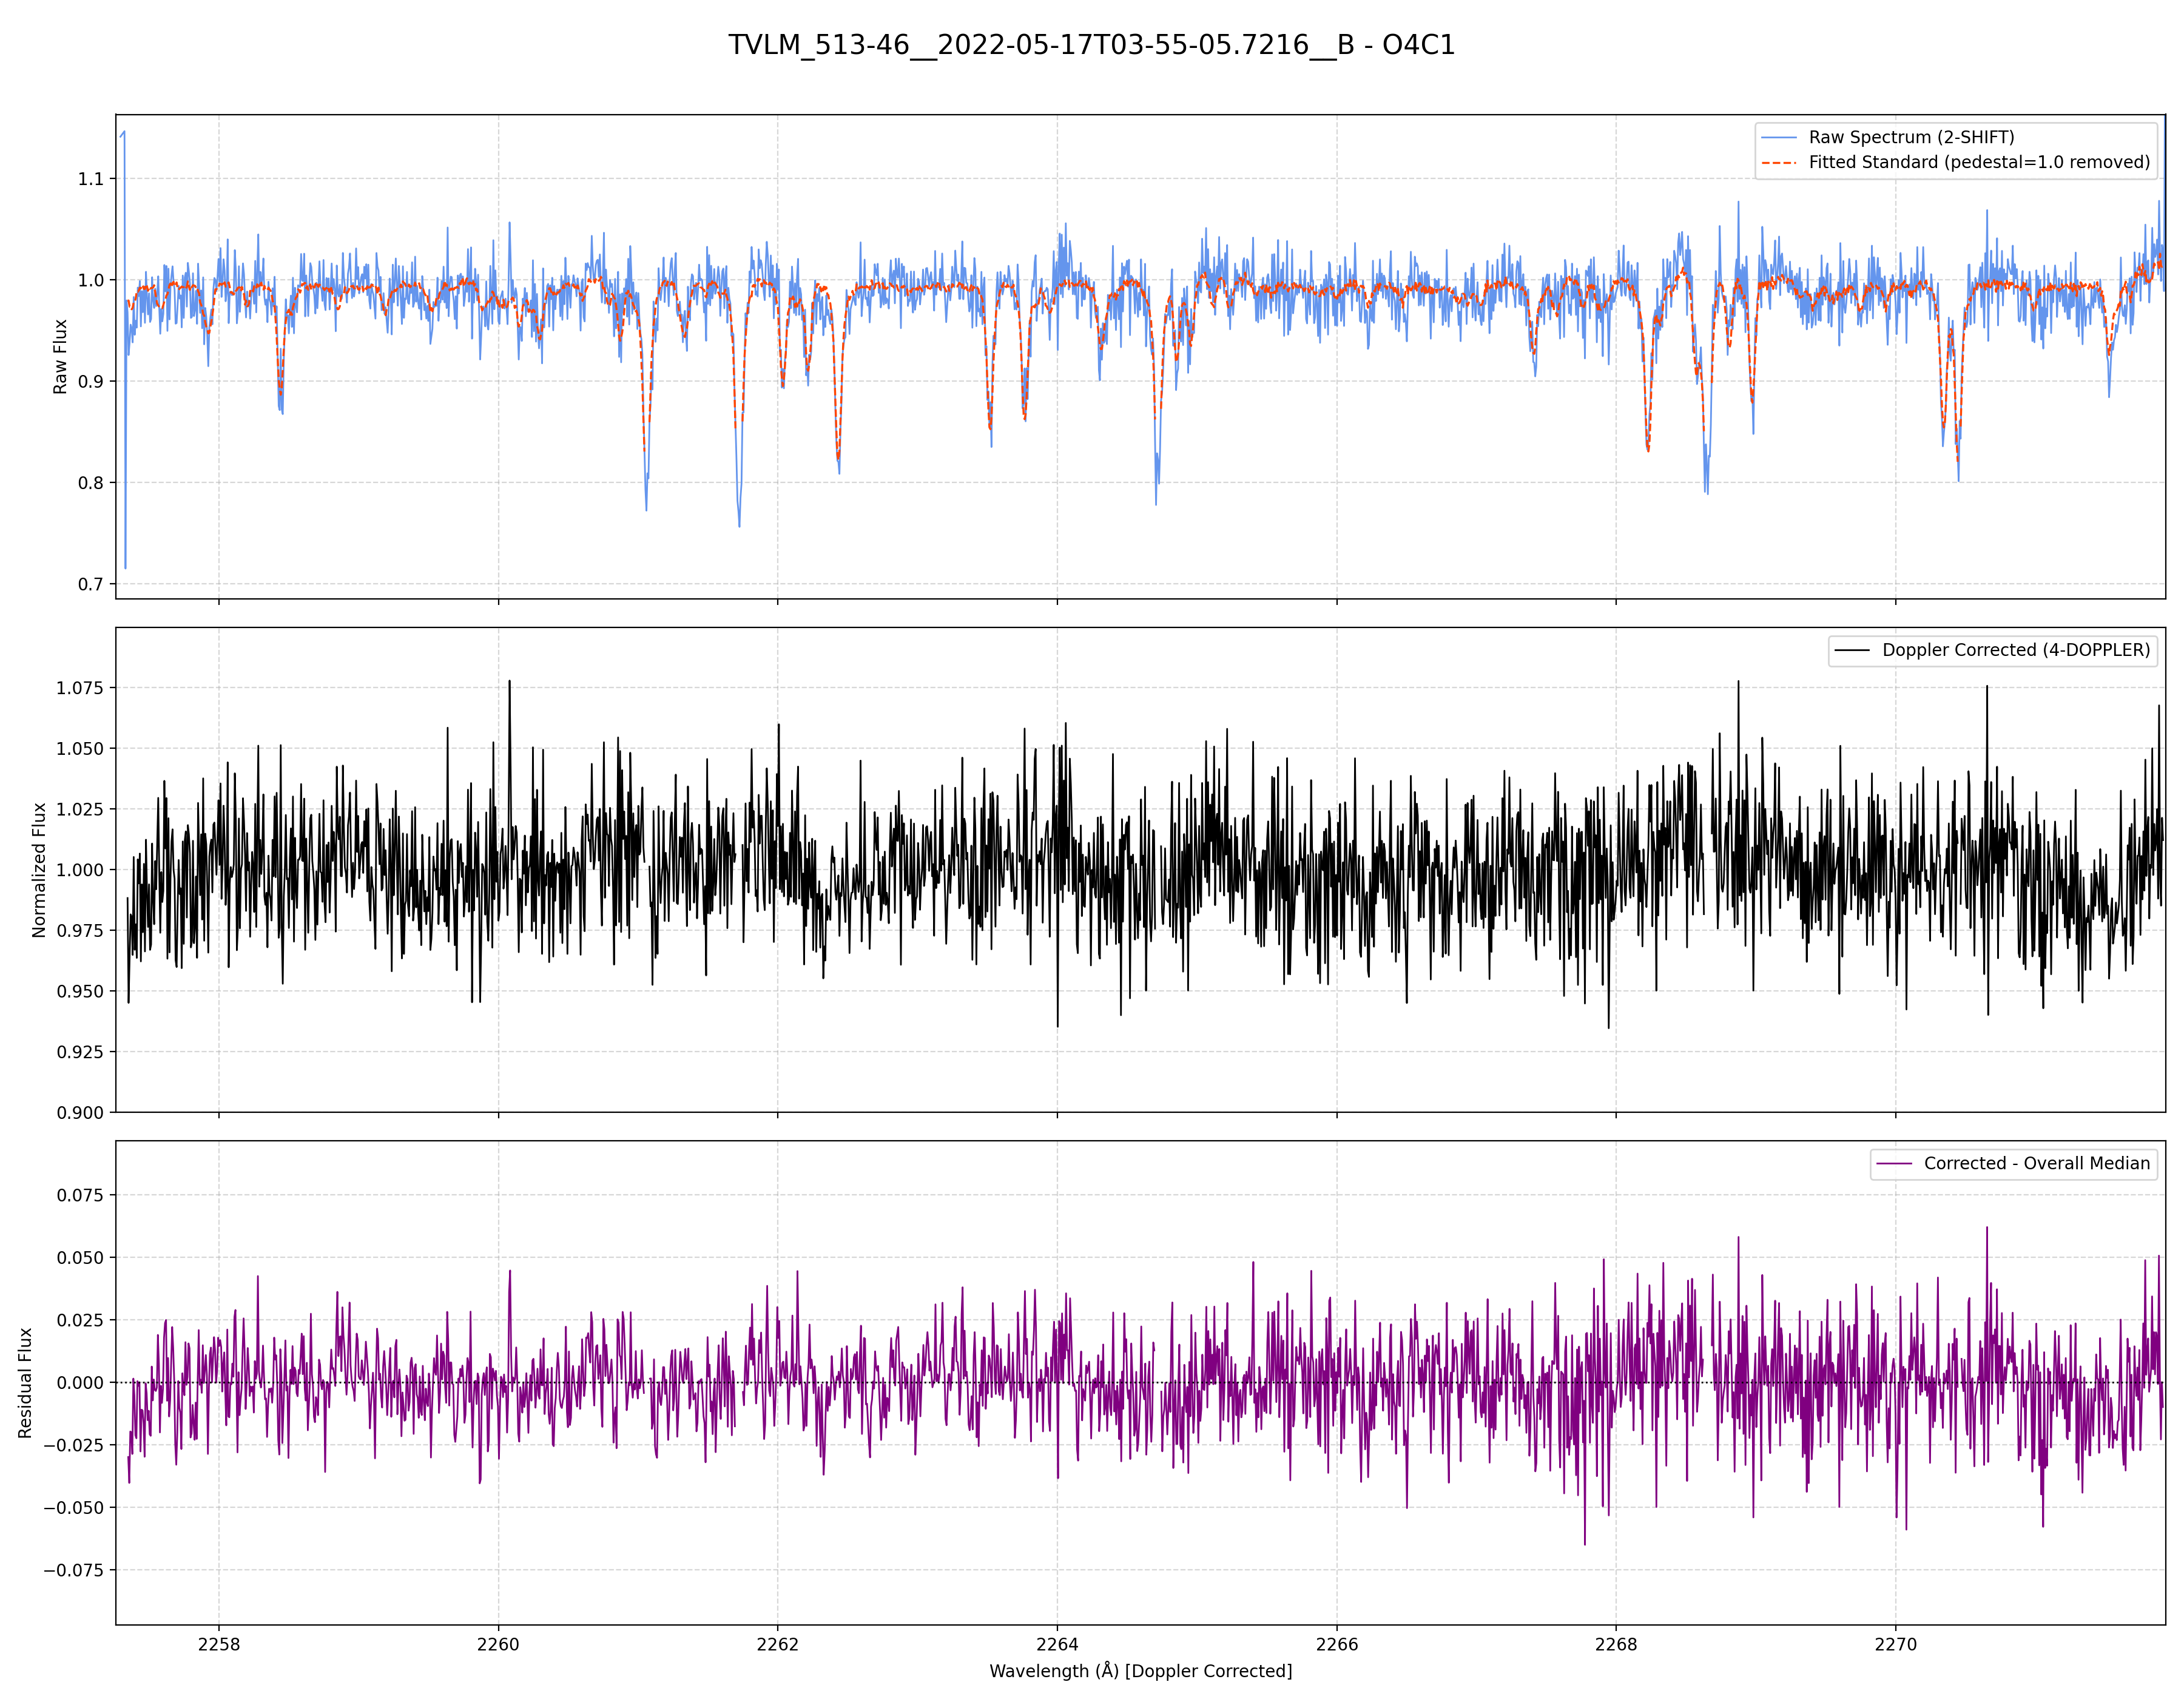 TVLM_513-46__2022-05-17T03-55-05.7216__B - O4C1
Raw Spectrum (2-SHIFT)
Fitted Standard (pedestal=1.0 removed)
1.1
1.0
0.9
0.8
0.7
Raw Flux
Doppler Corrected (4-DOPPLER)
1.075
1.050
1.025
1.000
0.975
0.950
0.925
0.900
Normalized Flux
Corrected - Overall Median
0.075
0.050
0.025
0.000
−0.025
−0.050
−0.075
Residual Flux
2258 2260 2262 2264 2266 2268 2270
Wavelength (Å) [Doppler Corrected]